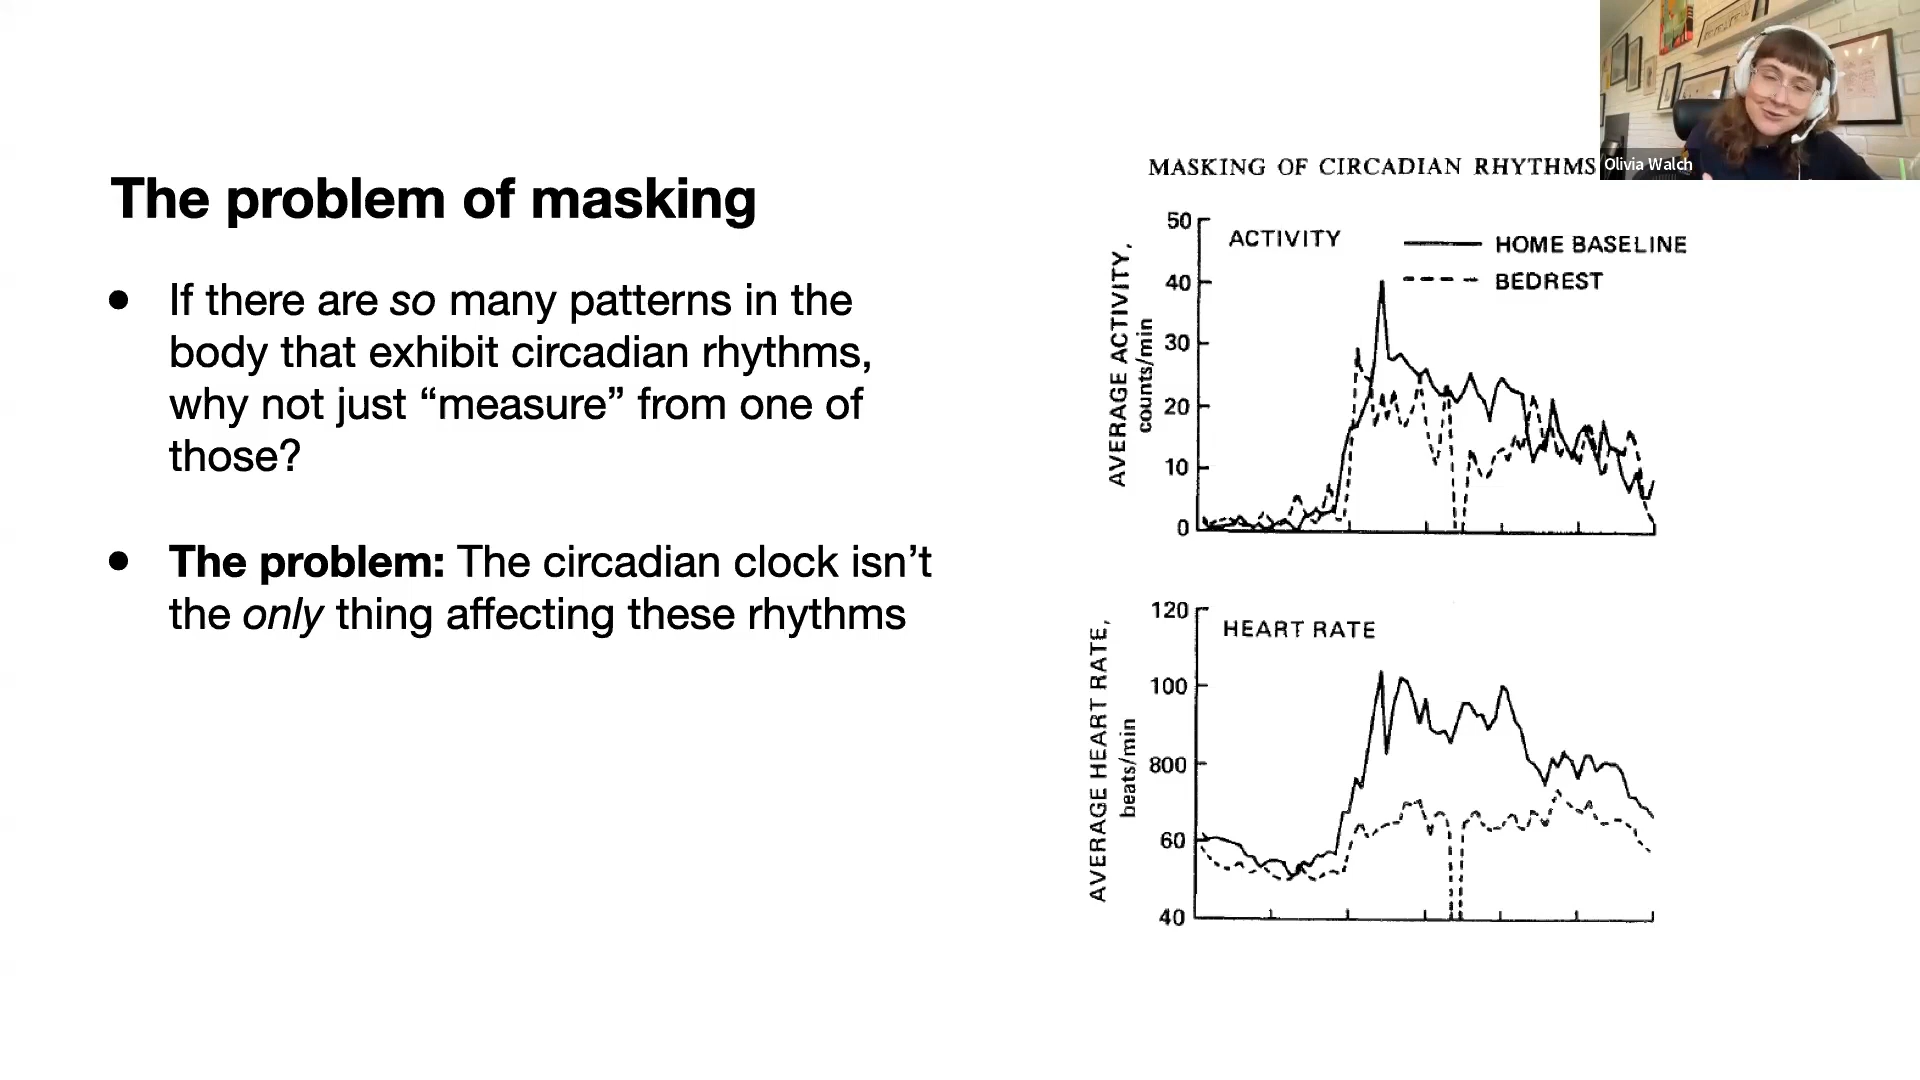 The problem of masking
If there are so many patterns in the
body that exhibit circadian rhythms,
why not just “measure” from one of
those?
The problem: The circadian clock isn’t
the only thing affecting these rhythms
MASKING OF CIRCADIAN RHYTHMS
ACTIVITY
HOME BASELINE
BEDREST
AVERAGE ACTIVITY,
counts/min
50
40
30
20
10
0
HEART RATE
AVERAGE HEART RATE,
beats/min
120
100
800
60
40
Olivia Walch